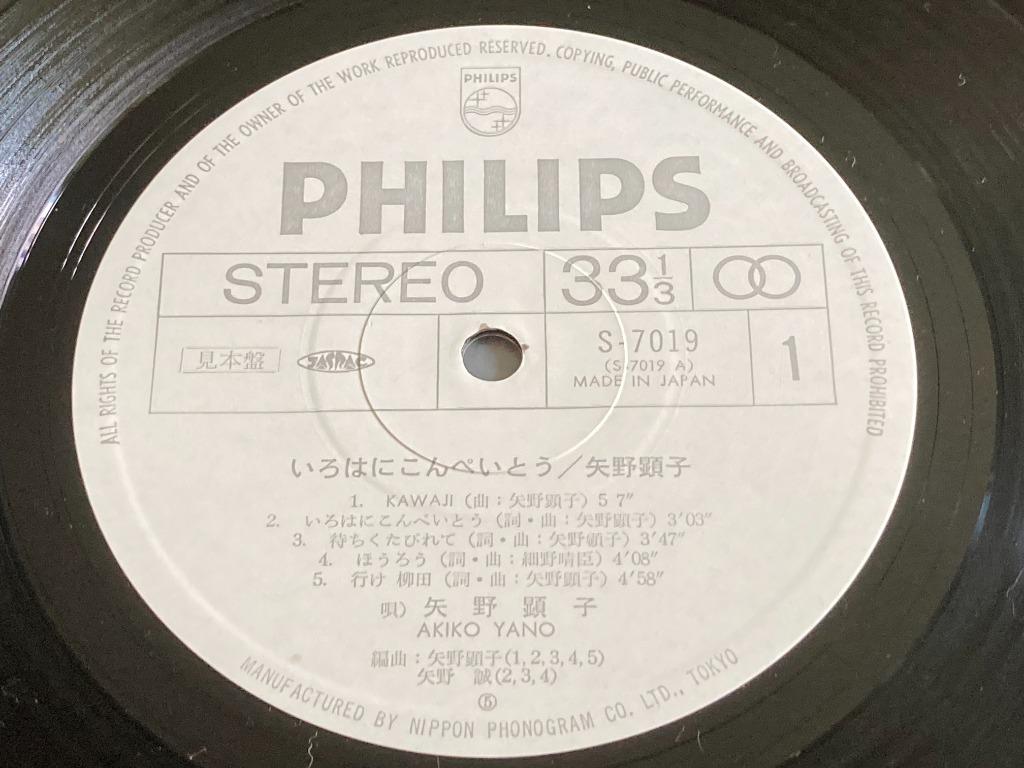 ALL RIGHTS OF THE RECORD PRODUCER AND OF THE OWNER OF THE WORK REPRODUCED RESERVED. COPYING, PUBLIC PERFORMANCE AND BROADCASTING OF THIS RECORD PROHIBITED
PHILIPS
PHILIPS
STEREO 33 1/3
見本盤 JASRAC S-7019 1
(S-7019 A)
MADE IN JAPAN
いろはにこんぺいとう/矢野顕子
1. KAWAJI (曲:矢野顕子) 5 7"
2. いろはにこんぺいとう (詞・曲:矢野顕子) 3'03"
3. 待ちくたびれて (詞・曲:矢野顕子) 3'47"
4. ほうろう (詞・曲:細野晴臣) 4'08"
5. 行け 柳田 (詞・曲:矢野顕子) 4'58"
唄) 矢野顕子
AKIKO YANO
編曲:矢野顕子(1,2,3,4,5)
矢野 誠(2,3,4)
MANUFACTURED BY NIPPON PHONOGRAM CO. LTD., TOKYO